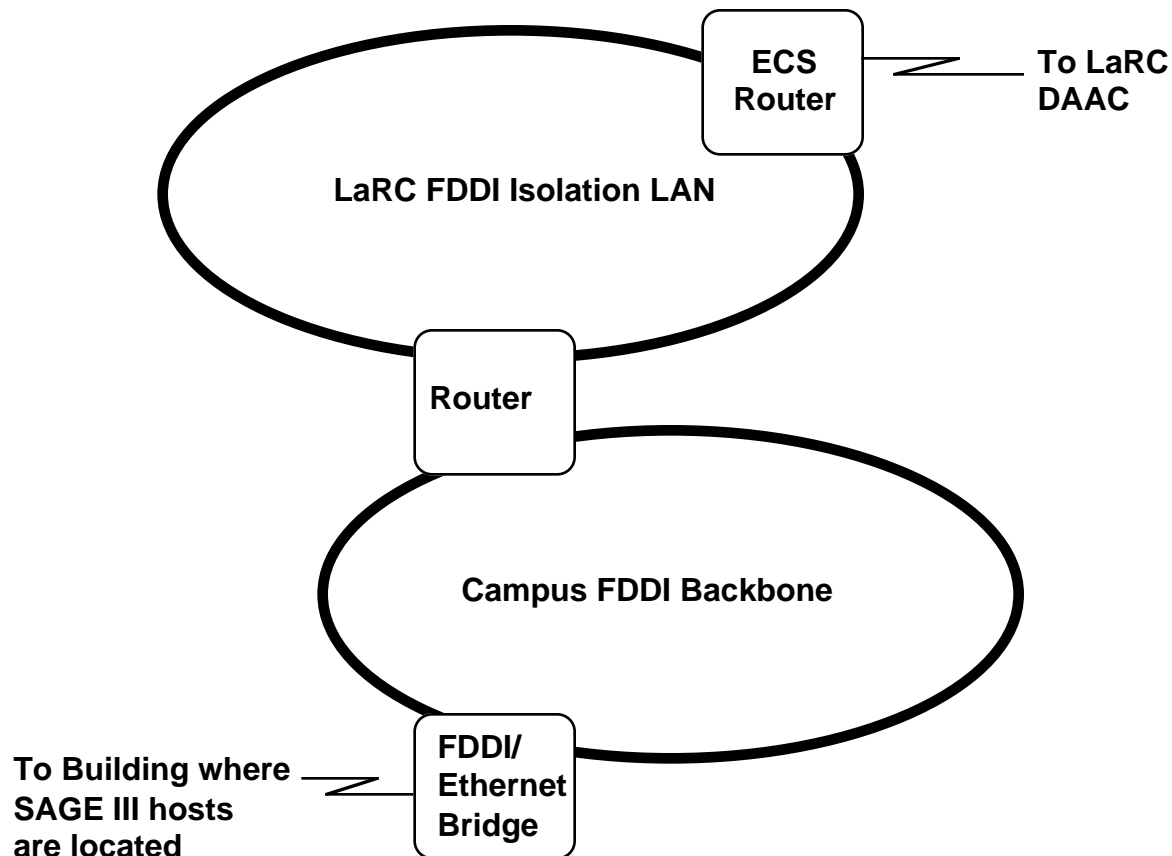 ECS
Router
To LaRC
DAAC
LaRC FDDI Isolation LAN
Router
Campus FDDI Backbone
FDDI/
Ethernet
Bridge
To Building where
SAGE III hosts
are located